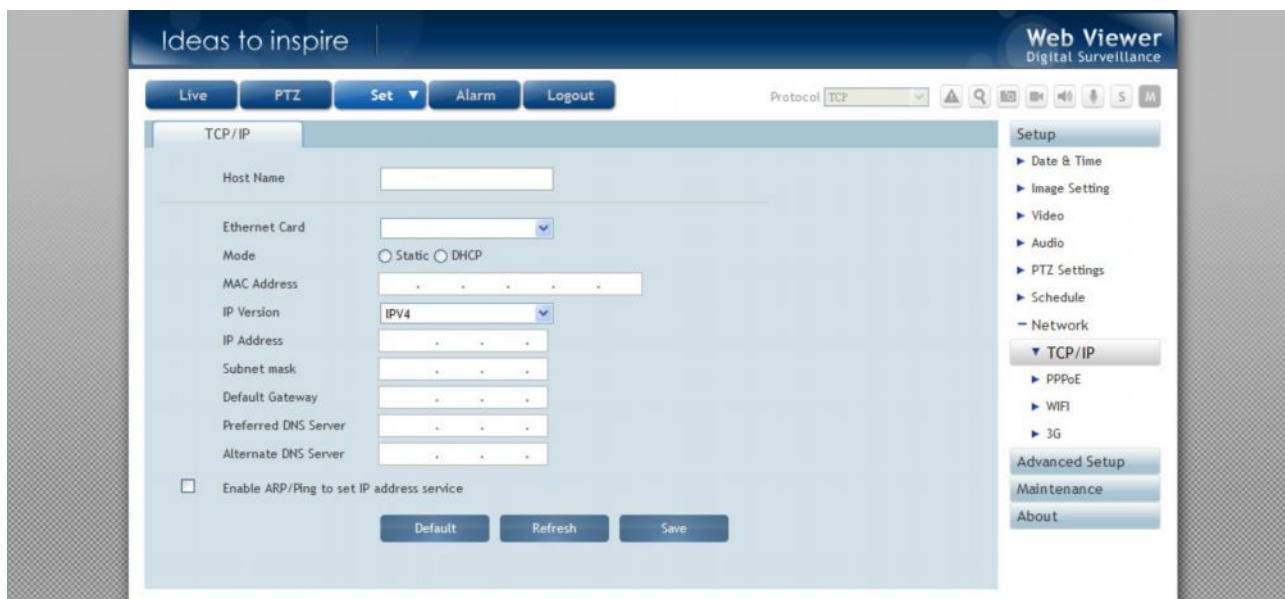 Ideas to inspire
Web Viewer
Digital Surveillance
Live PTZ Set Alarm Logout
Protocol TCP
S M
TCP/IP
Host Name
Ethernet Card
Mode Static DHCP
MAC Address . . . . .
IP Version IPV4
IP Address . . .
Subnet mask . . .
Default Gateway . . .
Preferred DNS Server . . .
Alternate DNS Server . . .
Enable ARP/Ping to set IP address service
Default Refresh Save
Setup
Date & Time
Image Setting
Video
Audio
PTZ Settings
Schedule
Network
TCP/IP
PPPoE
WIFI
3G
Advanced Setup
Maintenance
About